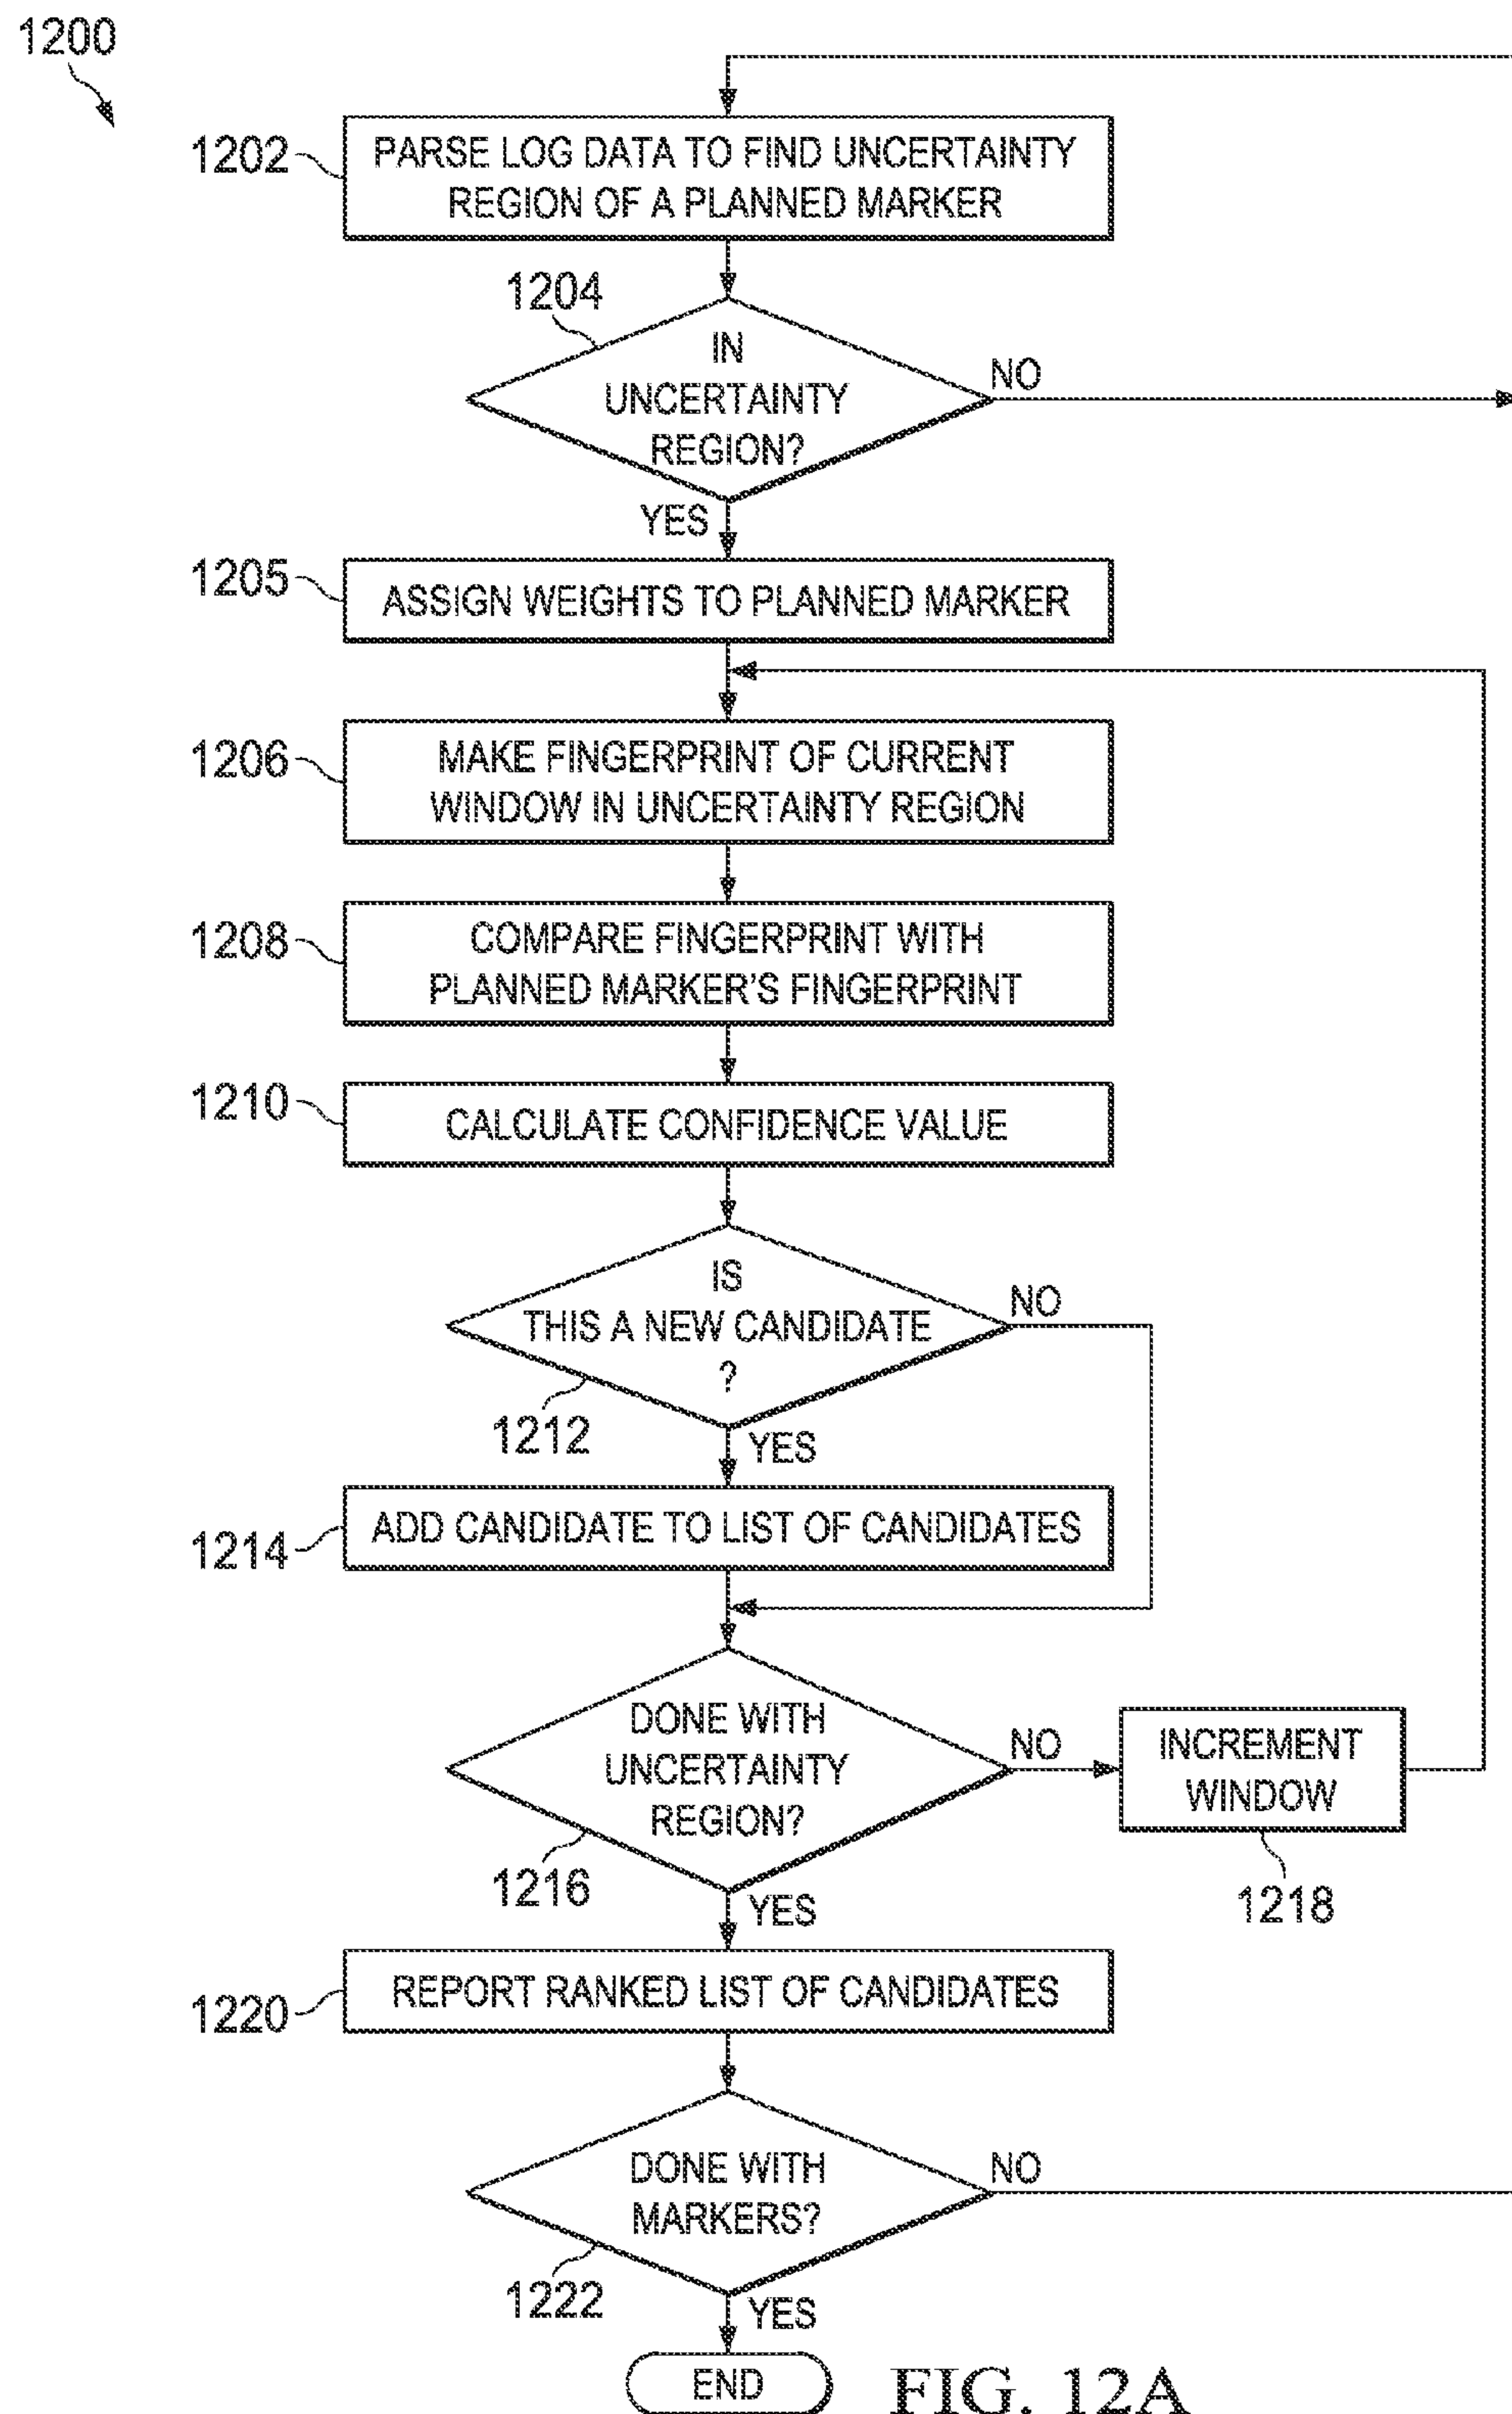 1200
1202
PARSE LOG DATA TO FIND UNCERTAINTY
REGION OF A PLANNED MARKER
1204
IN
UNCERTAINTY
REGION?
NO
YES
1205
ASSIGN WEIGHTS TO PLANNED MARKER
1206
MAKE FINGERPRINT OF CURRENT
WINDOW IN UNCERTAINTY REGION
1208
COMPARE FINGERPRINT WITH
PLANNED MARKER'S FINGERPRINT
1210
CALCULATE CONFIDENCE VALUE
IS
THIS A NEW CANDIDATE
?
NO
1212
YES
1214
ADD CANDIDATE TO LIST OF CANDIDATES
DONE WITH
UNCERTAINTY
REGION?
NO
INCREMENT
WINDOW
1216
1218
YES
1220
REPORT RANKED LIST OF CANDIDATES
DONE WITH
MARKERS?
NO
1222
YES
END
FIG. 12A